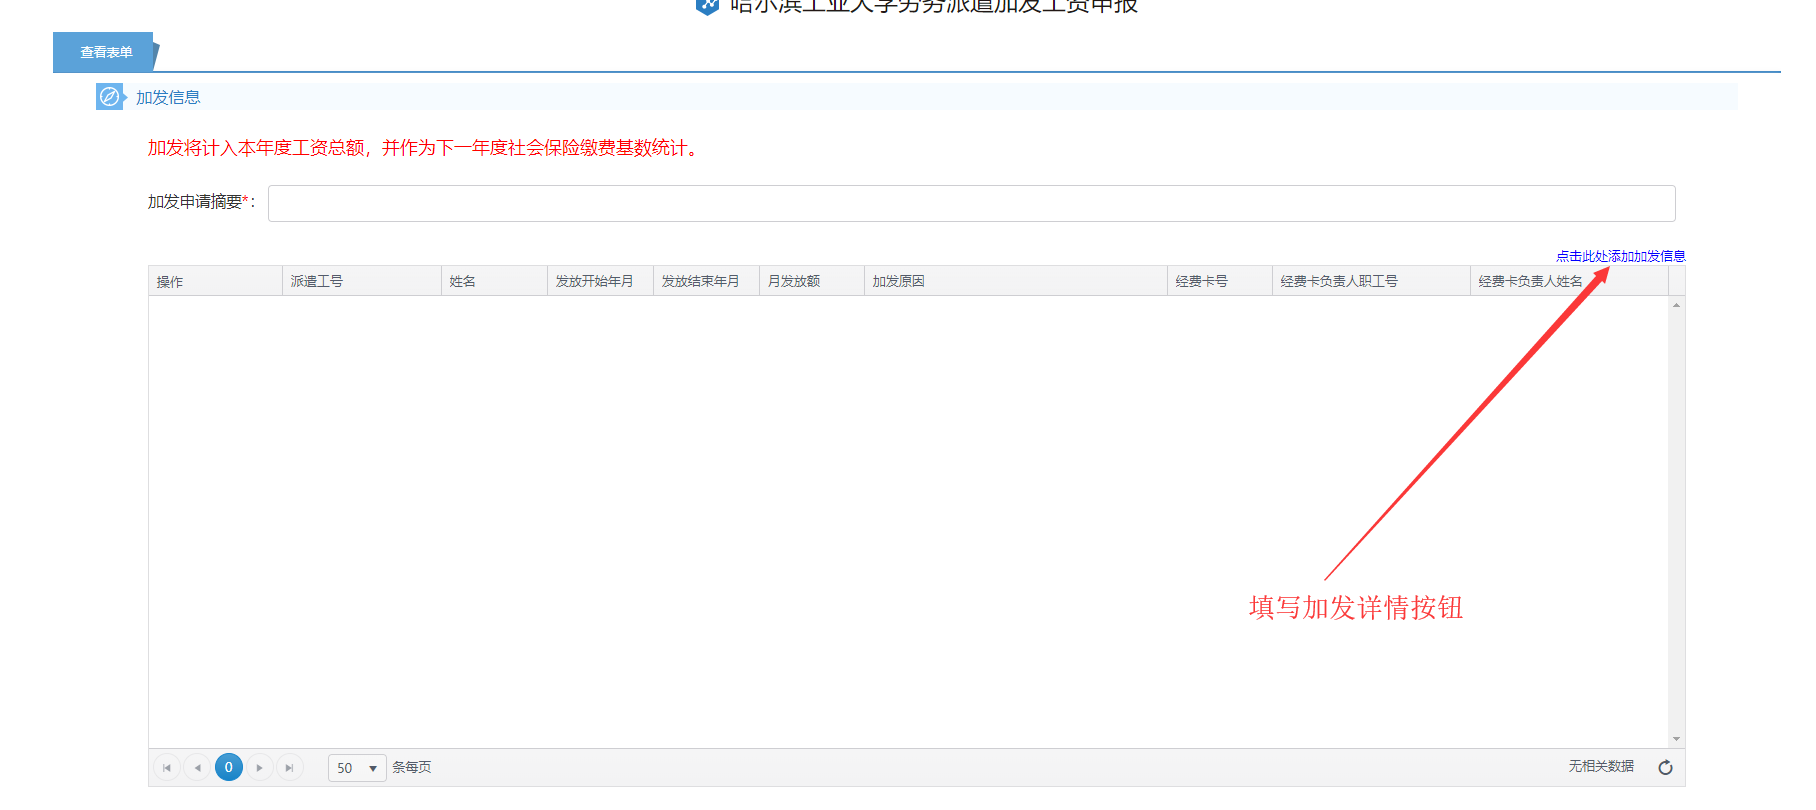 哈尔滨工业大学劳务派遣加发工资申报
查看表单
加发信息
加发将计入本年度工资总额，并作为下一年度社会保险缴费基数统计。
加发申请摘要*：
点击此处添加加发信息
操作 派遣工号 姓名 发放开始年月 发放结束年月 月发放额 加发原因 经费卡号 经费卡负责人职工号 经费卡负责人姓名
填写加发详情按钮
0 50 条每页 无相关数据